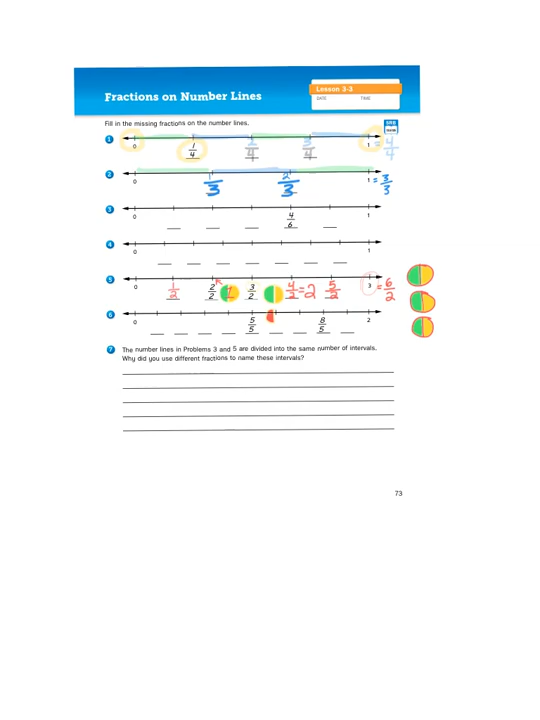 Lesson 3-3
Fractions on Number Lines
DATE TIME
Fill in the missing fractions on the number lines.
SRB
1 0 1/4 2/4 3/4 1 = 4/4
2 0 1/3 2/3 1 = 3/3
3 0 4/6 1
4 0 1
5 0 1/2 2/2 1 3/2 4/2 = 2 5/2 3 = 6/2
6 0 5/5 8/5 2
7 The number lines in Problems 3 and 5 are divided into the same number of intervals.
Why did you use different fractions to name these intervals?
73